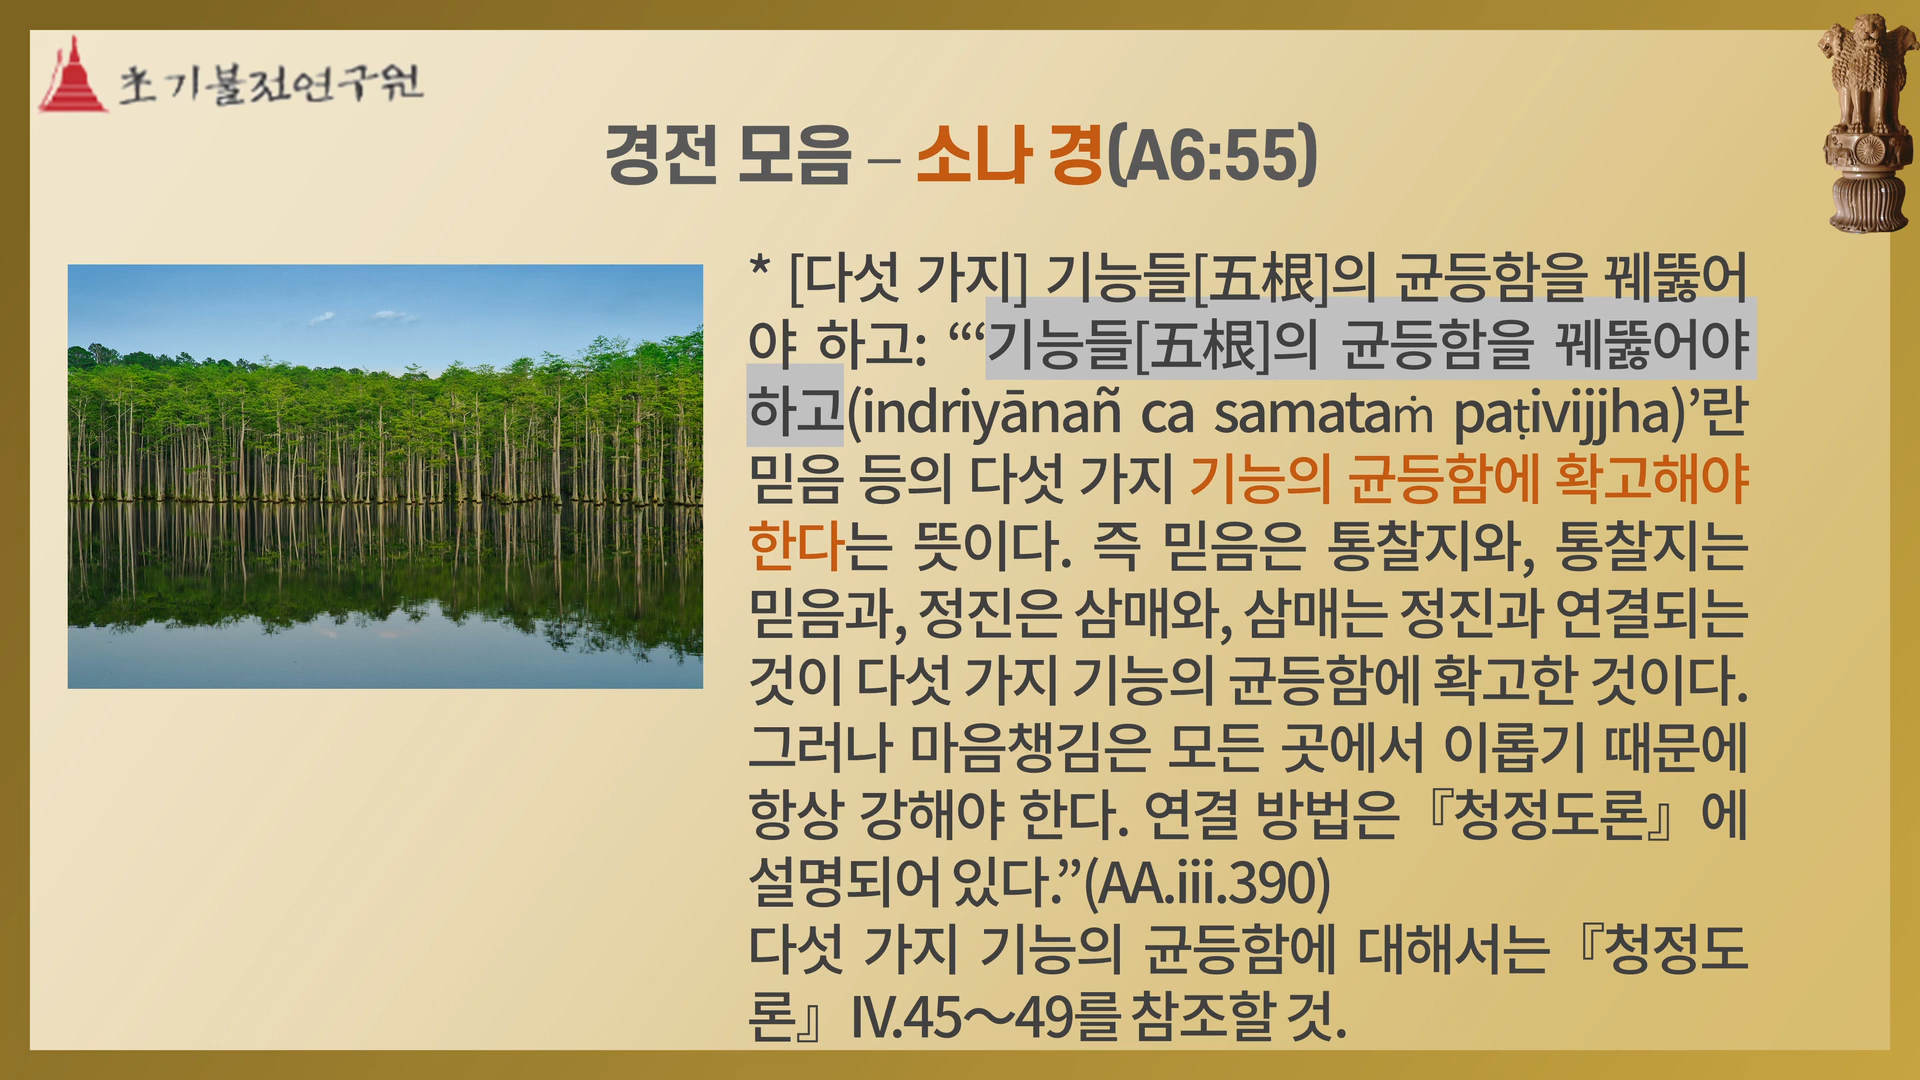 초기불전연구원
경전 모음 – 소나 경(A6:55)
* [다섯 가지] 기능들[五根]의 균등함을 꿰뚫어
야 하고: “‘기능들[五根]의 균등함을 꿰뚫어야
하고(indriyānañ ca samataṁ paṭivijjha)’란
믿음 등의 다섯 가지 기능의 균등함에 확고해야
한다는 뜻이다. 즉 믿음은 통찰지와, 통찰지는
믿음과, 정진은 삼매와, 삼매는 정진과 연결되는
것이 다섯 가지 기능의 균등함에 확고한 것이다.
그러나 마음챙김은 모든 곳에서 이롭기 때문에
항상 강해야 한다. 연결 방법은『청정도론』에
설명되어 있다.”(AA.iii.390)
다섯 가지 기능의 균등함에 대해서는『청정도
론』 IV.45～49를 참조할 것.